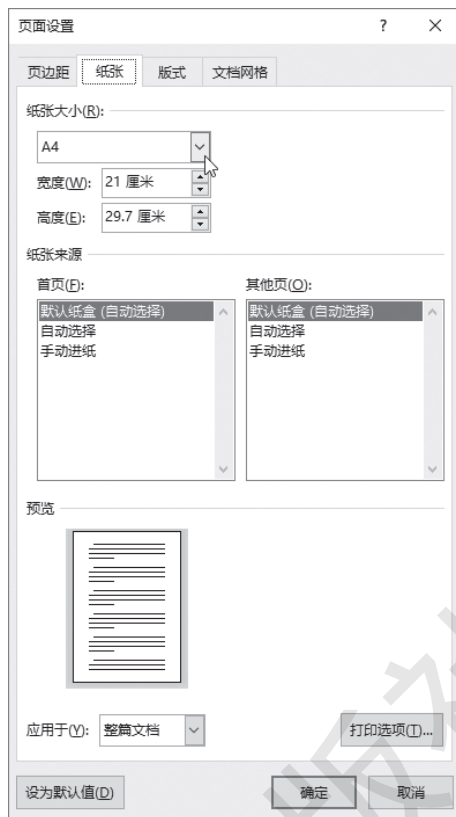 页面设置 ? ×
页边距 纸张 版式 文档网格
纸张大小(R):
A4
宽度(W): 21 厘米
高度(E): 29.7 厘米
纸张来源
首页(F): 其他页(O):
默认纸盒 (自动选择) 默认纸盒 (自动选择)
自动选择 自动选择
手动进纸 手动进纸
预览
应用于(Y): 整篇文档 打印选项(T)...
设为默认值(D) 确定 取消
版